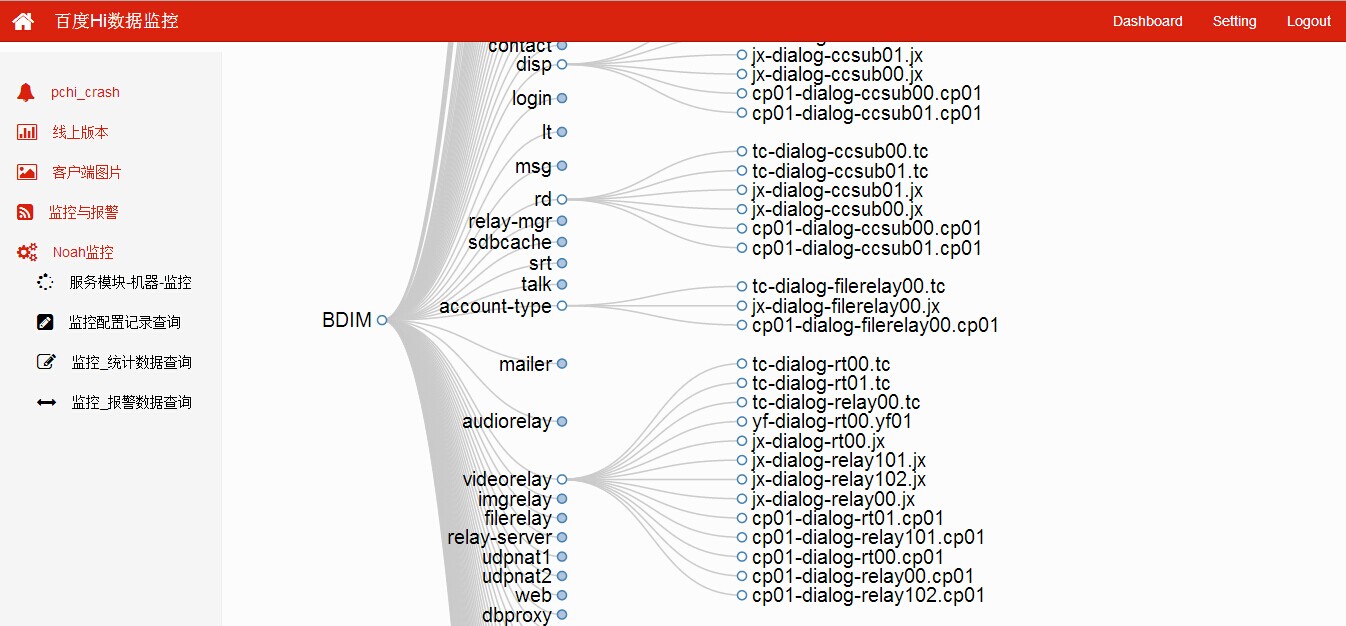 百度Hi数据监控
Dashboard
Setting
Logout
pchi_crash
线上版本
客户端图片
监控与报警
Noah监控
服务模块-机器-监控
监控配置记录查询
监控_统计数据查询
监控_报警数据查询
BDIM
contact
disp
login
lt
msg
rd
relay-mgr
sdbcache
srt
talk
account-type
mailer
audiorelay
videorelay
imgrelay
filerelay
relay-server
udpnat1
udpnat2
web
dbproxy
jx-dialog-ccsub01.jx
jx-dialog-ccsub00.jx
cp01-dialog-ccsub00.cp01
cp01-dialog-ccsub01.cp01
tc-dialog-ccsub00.tc
tc-dialog-ccsub01.tc
jx-dialog-ccsub01.jx
jx-dialog-ccsub00.jx
cp01-dialog-ccsub00.cp01
cp01-dialog-ccsub01.cp01
tc-dialog-filerelay00.tc
jx-dialog-filerelay00.jx
cp01-dialog-filerelay00.cp01
tc-dialog-rt00.tc
tc-dialog-rt01.tc
tc-dialog-relay00.tc
yf-dialog-rt00.yf01
jx-dialog-rt00.jx
jx-dialog-relay101.jx
jx-dialog-relay102.jx
jx-dialog-relay00.jx
cp01-dialog-rt01.cp01
cp01-dialog-relay101.cp01
cp01-dialog-rt00.cp01
cp01-dialog-relay00.cp01
cp01-dialog-relay102.cp01